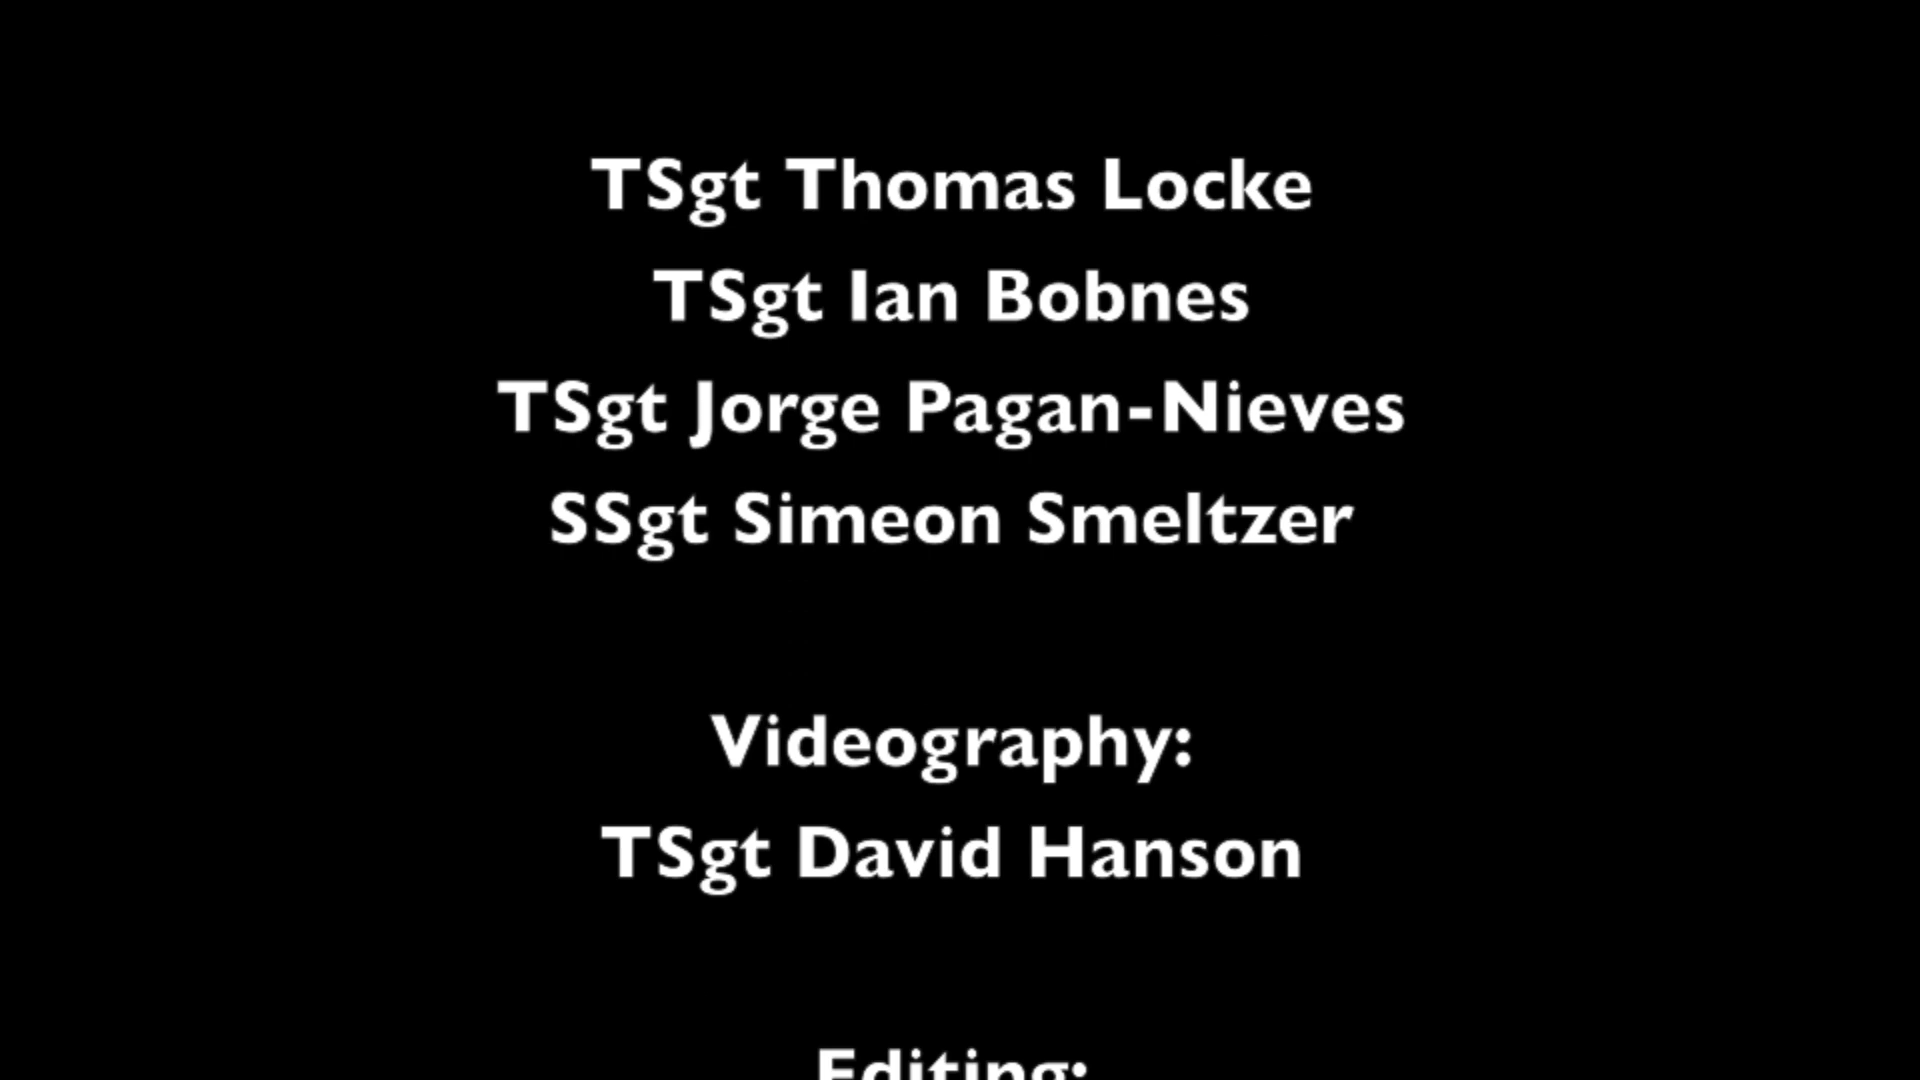 TSgt Thomas Locke
TSgt Ian Bobnes
TSgt Jorge Pagan-Nieves
SSgt Simeon Smeltzer
Videography:
TSgt David Hanson
Editing: